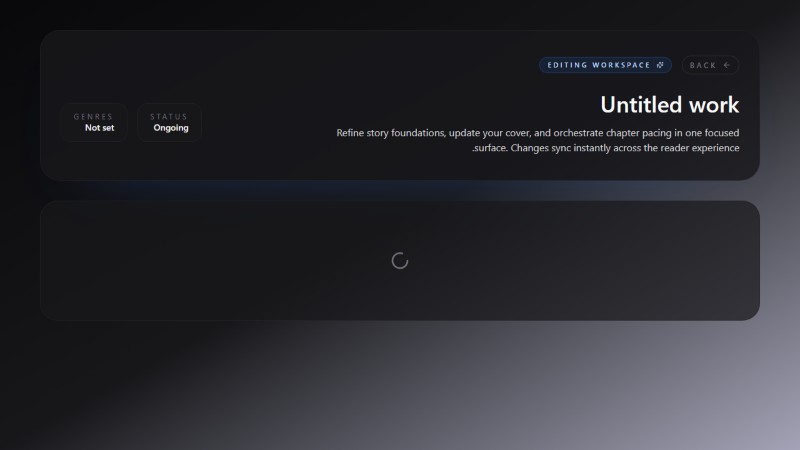 BACK
EDITING WORKSPACE
Untitled work
Refine story foundations, update your cover, and orchestrate chapter pacing in one focused
.surface. Changes sync instantly across the reader experience
STATUS
Ongoing
GENRES
Not set